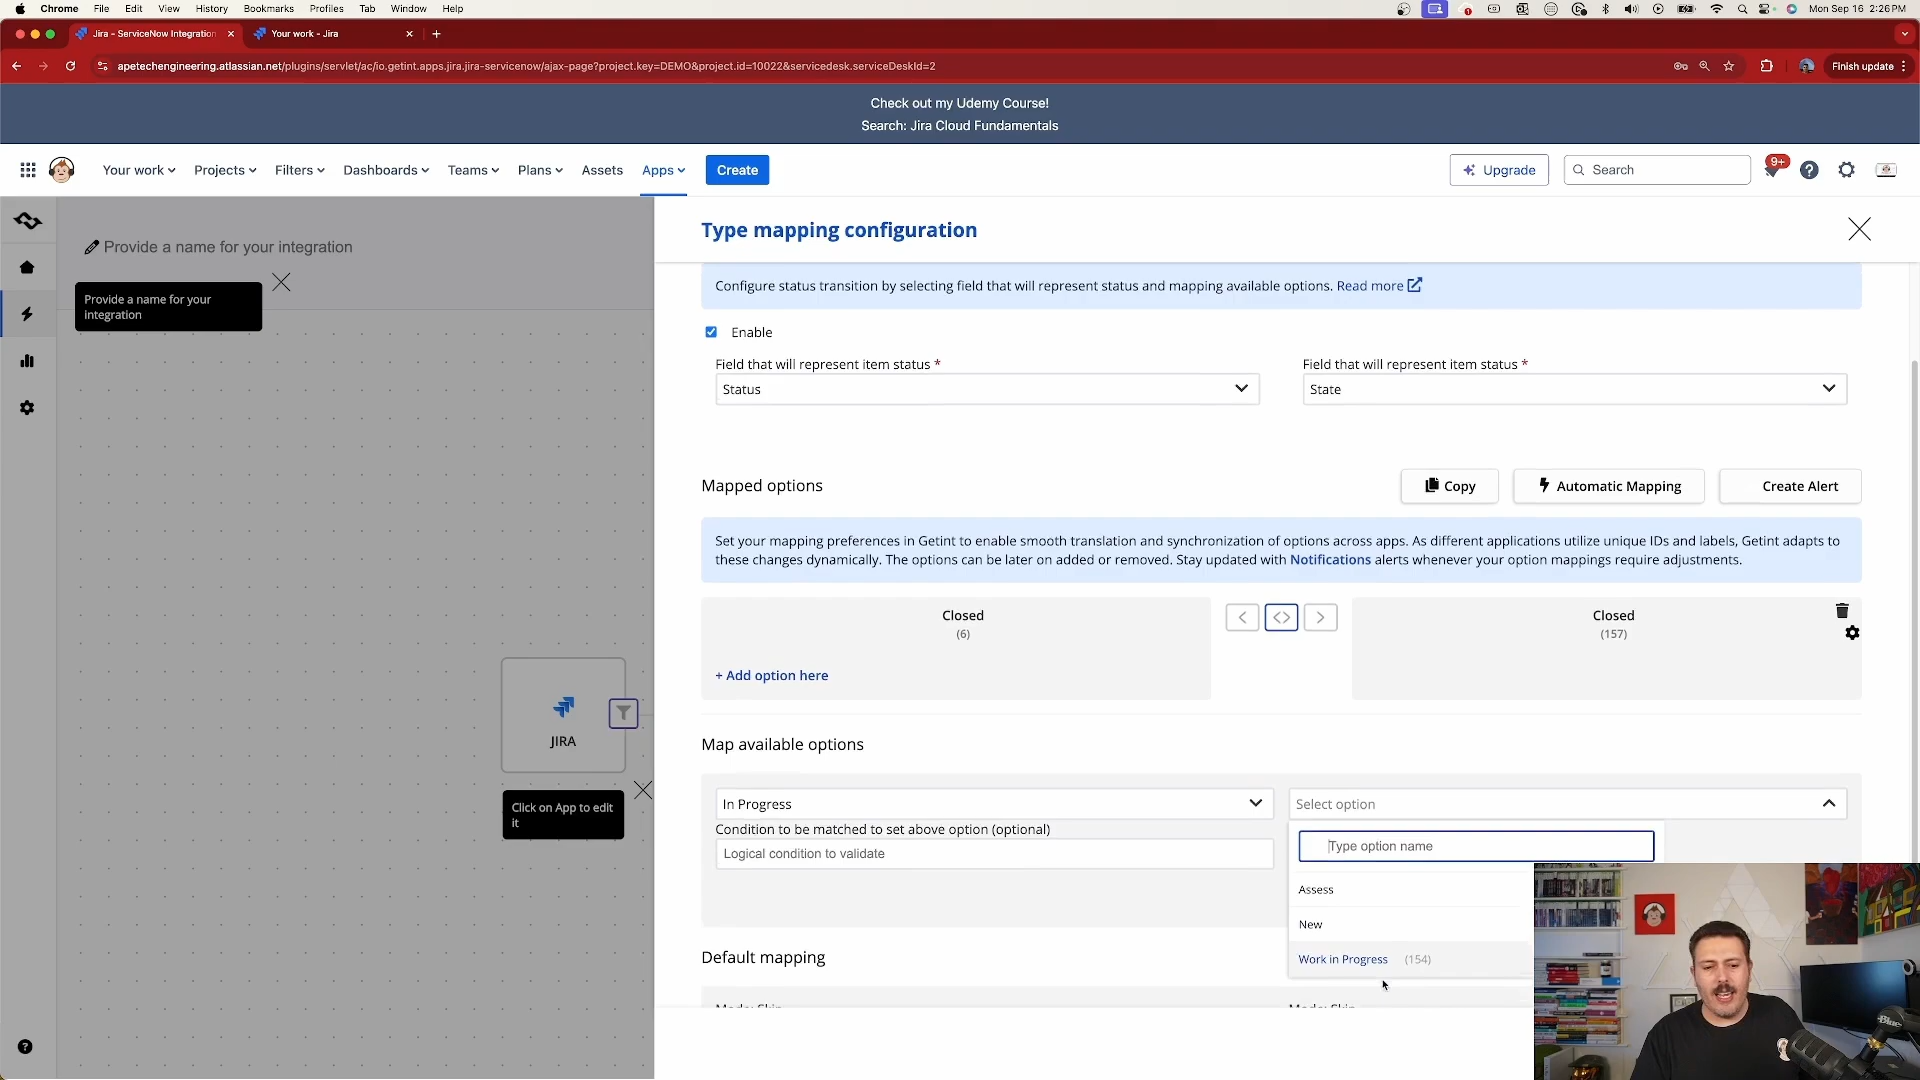 Chrome File Edit View History Bookmarks Profiles Tab Window Help
Mon Sep 16 2:26 PM
Jira - ServiceNow Integration
Your work - Jira
apetechengineering.atlassian.net/plugins/servlet/ac/io.getint.apps.jira.jira-servicenow/ajax-page?project.key=DEMO&project.id=10022&servicedesk.serviceDeskId=2
Finish update
Check out my Udemy Course!
Search: Jira Cloud Fundamentals
Your work Projects Filters Dashboards Teams Plans Assets Apps Create
Upgrade
Search
9+
Provide a name for your integration
Provide a name for your
integration
JIRA
Click on App to edit
it
Type mapping configuration
Configure status transition by selecting field that will represent status and mapping available options. Read more
Enable
Field that will represent item status *
Field that will represent item status *
Status
State
Mapped options
Copy
Automatic Mapping
Create Alert
Set your mapping preferences in Getint to enable smooth translation and synchronization of options across apps. As different applications utilize unique IDs and labels, Getint adapts to
these changes dynamically. The options can be later on added or removed. Stay updated with Notifications alerts whenever your option mappings require adjustments.
Closed
(6)
Closed
(157)
+ Add option here
Map available options
In Progress
Select option
Condition to be matched to set above option (optional)
Logical condition to validate
Type option name
Assess
New
Work in Progress (154)
Default mapping
Mode: Skip
Mode: Skip
Blue